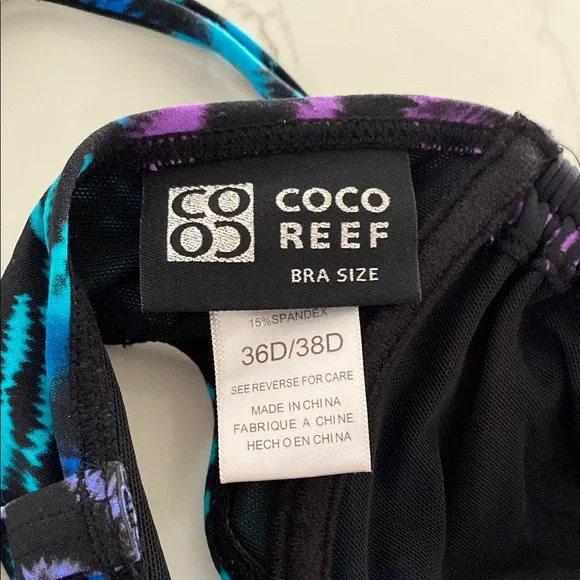 COCO
REEF
BRA SIZE
15% SPANDEX
36D/38D
SEE REVERSE FOR CARE
MADE IN CHINA
FABRIQUE A CHINE
HECHO EN CHINA